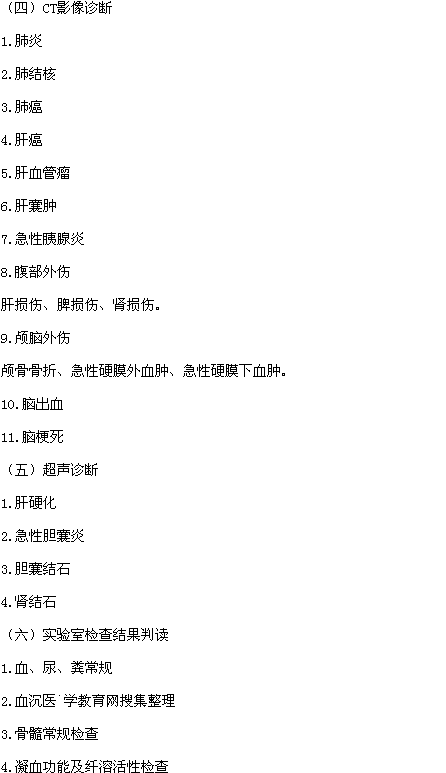 （四）CT影像诊断
1.肺炎
2.肺结核
3.肺癌
4.肝癌
5.肝血管瘤
6.肝囊肿
7.急性胰腺炎
8.腹部外伤
肝损伤、脾损伤、肾损伤。
9.颅脑外伤
颅骨骨折、急性硬膜外血肿、急性硬膜下血肿。
10.脑出血
11.脑梗死
（五）超声诊断
1.肝硬化
2.急性胆囊炎
3.胆囊结石
4.肾结石
（六）实验室检查结果判读
1.血、尿、粪常规
2.血沉医`学教育网搜集整理
3.骨髓常规检查
4.凝血功能及纤溶活性检查